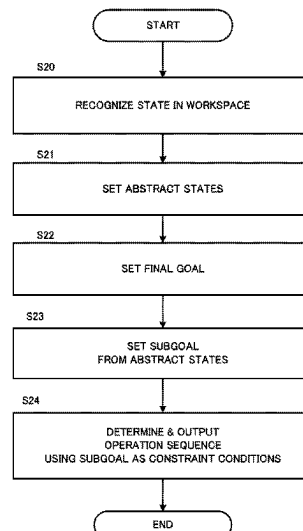 START
S20
RECOGNIZE STATE IN WORKSPACE
S21
SET ABSTRACT STATES
S22
SET FINAL GOAL
S23
SET SUBGOAL
FROM ABSTRACT STATES
S24
DETERMINE & OUTPUT
OPERATION SEQUENCE
USING SUBGOAL AS CONSTRAINT CONDITIONS
END